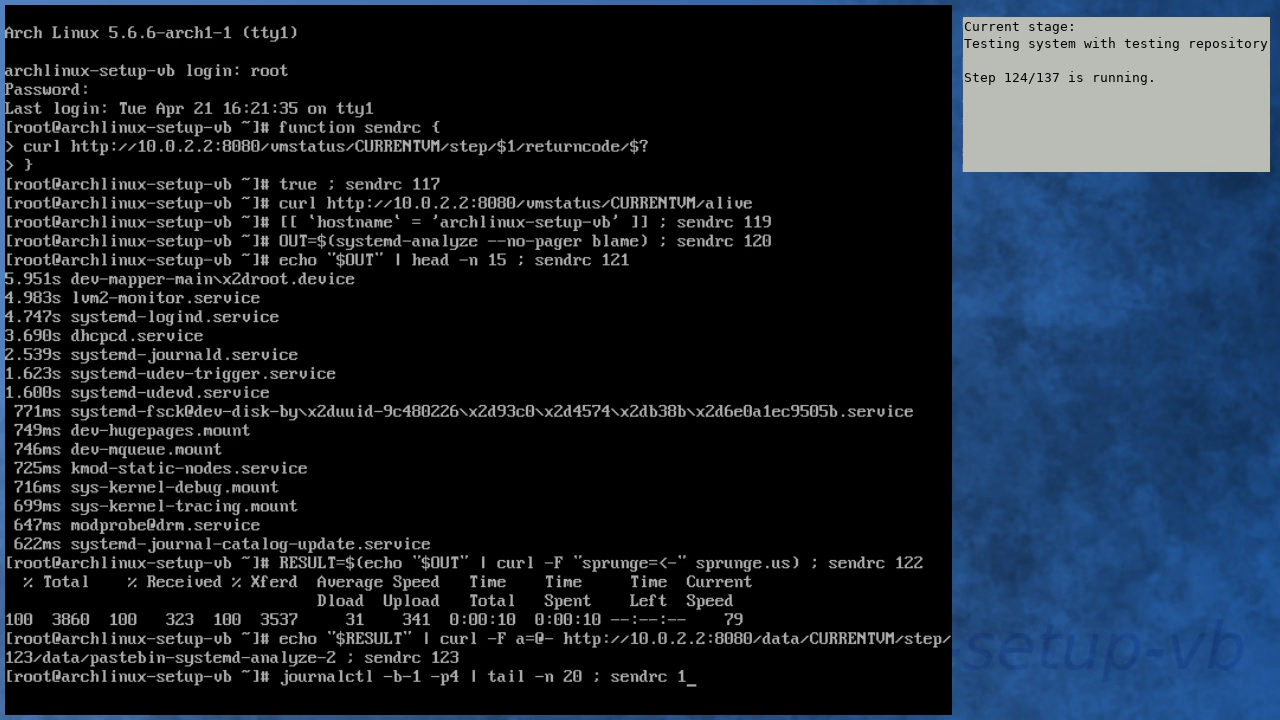 Arch Linux 5.6.6-arch1-1 (tty1)
archlinux-setup-vb login: root
Password:
Last login: Tue Apr 21 16:21:35 on tty1
[root@archlinux-setup-vb ~]# function sendrc {
> curl http://10.0.2.2:8080/vmstatus/CURRENTVM/step/$1/returncode/$?
> }
[root@archlinux-setup-vb ~]# true ; sendrc 117
[root@archlinux-setup-vb ~]# curl http://10.0.2.2:8080/vmstatus/CURRENTVM/alive
[root@archlinux-setup-vb ~]# [[ `hostname` = 'archlinux-setup-vb' ]] ; sendrc 119
[root@archlinux-setup-vb ~]# OUT=$(systemd-analyze --no-pager blame) ; sendrc 120
[root@archlinux-setup-vb ~]# echo "$OUT" | head -n 15 ; sendrc 121
5.951s dev-mapper-main\x2droot.device
4.983s lvm2-monitor.service
4.747s systemd-logind.service
3.690s dhcpcd.service
2.539s systemd-journald.service
1.623s systemd-udev-trigger.service
1.600s systemd-udevd.service
771ms systemd-fsck@dev-disk-by\x2duuid-9c480226\x2d93c0\x2d4574\x2db38b\x2d6e0a1ec9505b.service
749ms dev-hugepages.mount
746ms dev-mqueue.mount
725ms kmod-static-nodes.service
716ms sys-kernel-debug.mount
699ms sys-kernel-tracing.mount
647ms modprobe@drm.service
622ms systemd-journal-catalog-update.service
[root@archlinux-setup-vb ~]# RESULT=$(echo "$OUT" | curl -F "sprunge=<-" sprunge.us) ; sendrc 122
% Total    % Received % Xferd  Average Speed   Time    Time     Time  Current
Dload  Upload   Total   Spent    Left  Speed
100  3860  100   323  100  3537     31    341  0:00:10  0:00:10 --:--:--    79
[root@archlinux-setup-vb ~]# echo "$RESULT" | curl -F a=@- http://10.0.2.2:8080/data/CURRENTVM/step/
123/data/pastebin-systemd-analyze-2 ; sendrc 123
[root@archlinux-setup-vb ~]# journalctl -b-1 -p4 | tail -n 20 ; sendrc 1_
Current stage:
Testing system with testing repository
Step 124/137 is running.
setup-vb